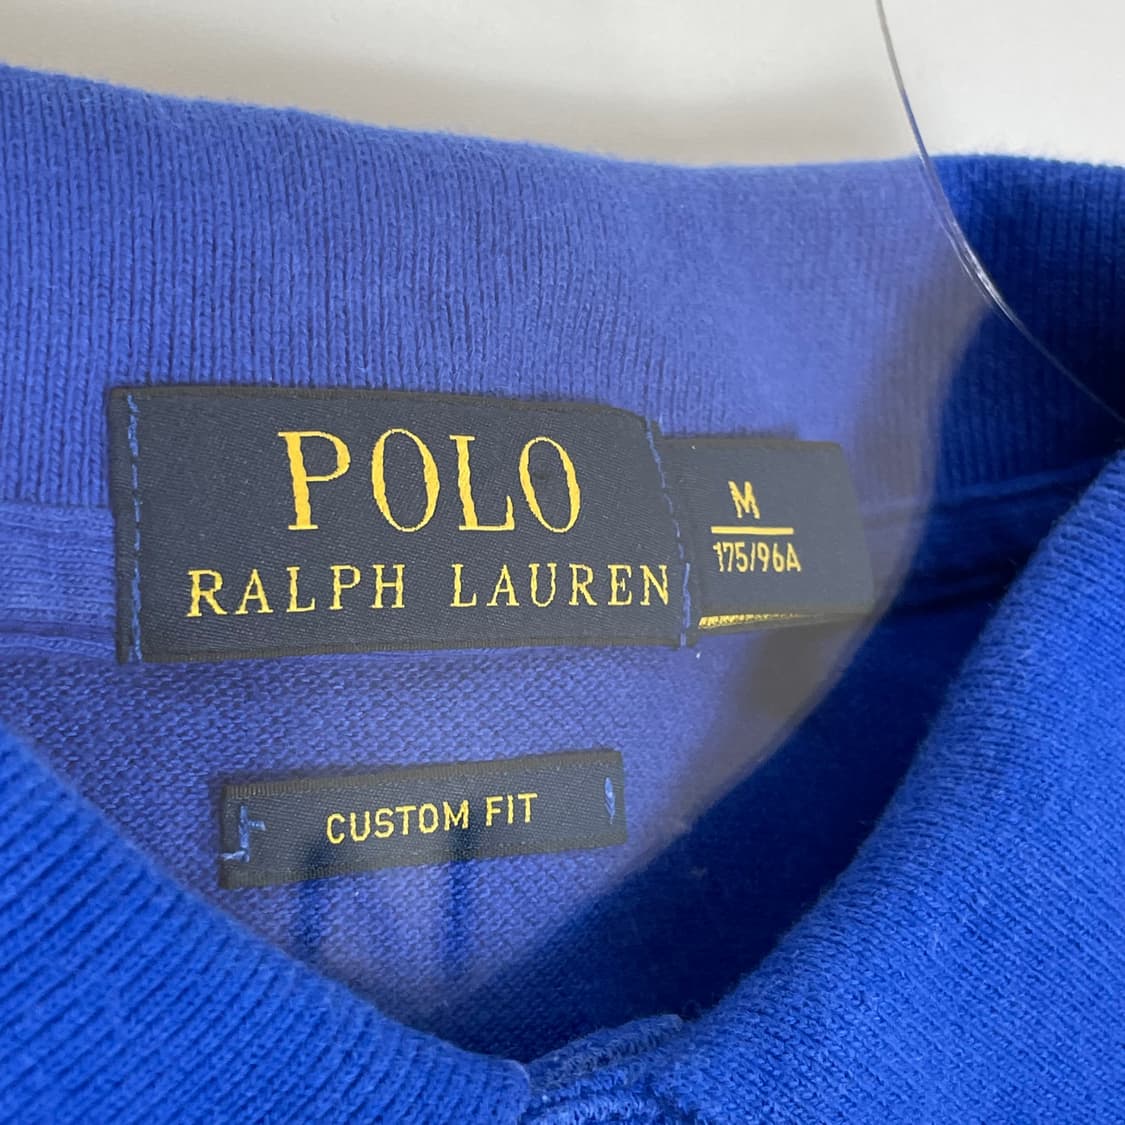 POLO
RALPH LAUREN
M
175/96A
CUSTOM FIT